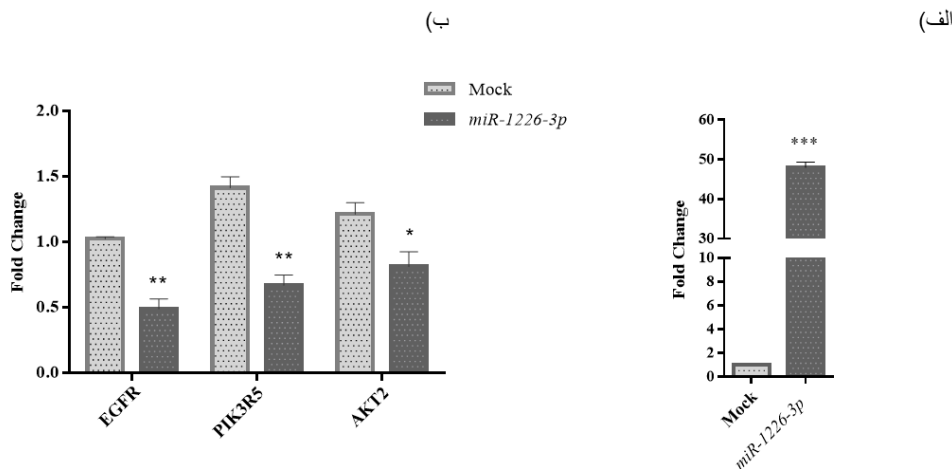 الف)
60
50
40
30
10
8
6
4
2
0
Fold Change
***
Mock
miR-1226-3p
ب)
Mock
miR-1226-3p
2.0
1.5
1.0
0.5
0.0
Fold Change
**
**
*
EGFR
PIK3R5
AKT2